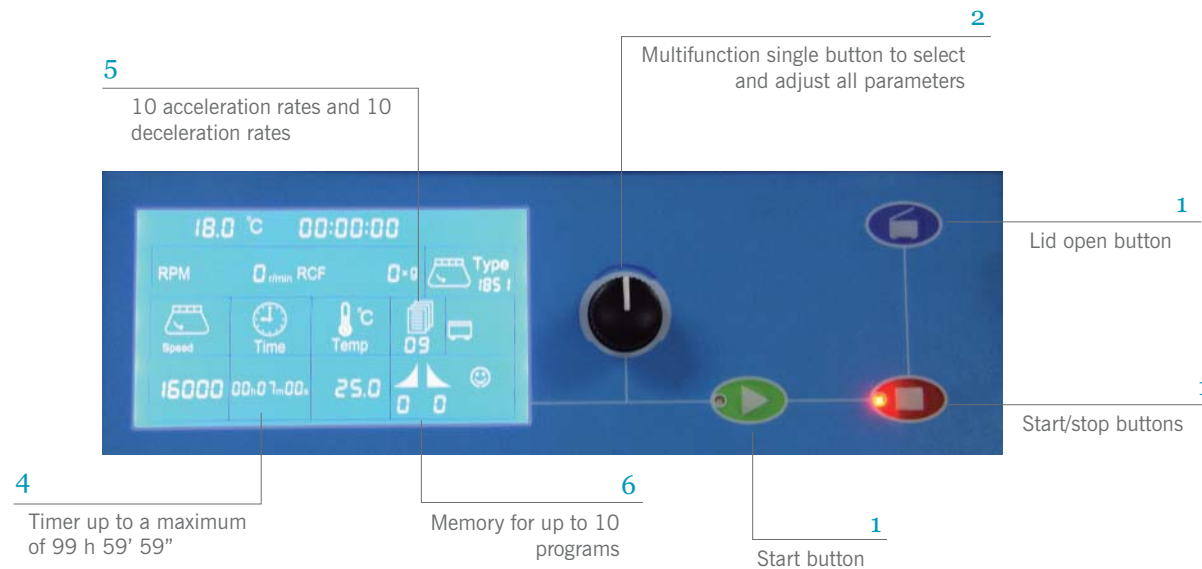 2
Multifunction single button to select
and adjust all parameters
5
10 acceleration rates and 10
deceleration rates
1
Lid open button
18.0 °C 00:00:00
RPM 0 r/min RCF 0×g Type
1851
Speed Time °C Temp 09
16000 00h07m00s 25.0 0 0
1
Start/stop buttons
4
Timer up to a maximum
of 99 h 59’ 59”
6
Memory for up to 10
programs
1
Start button